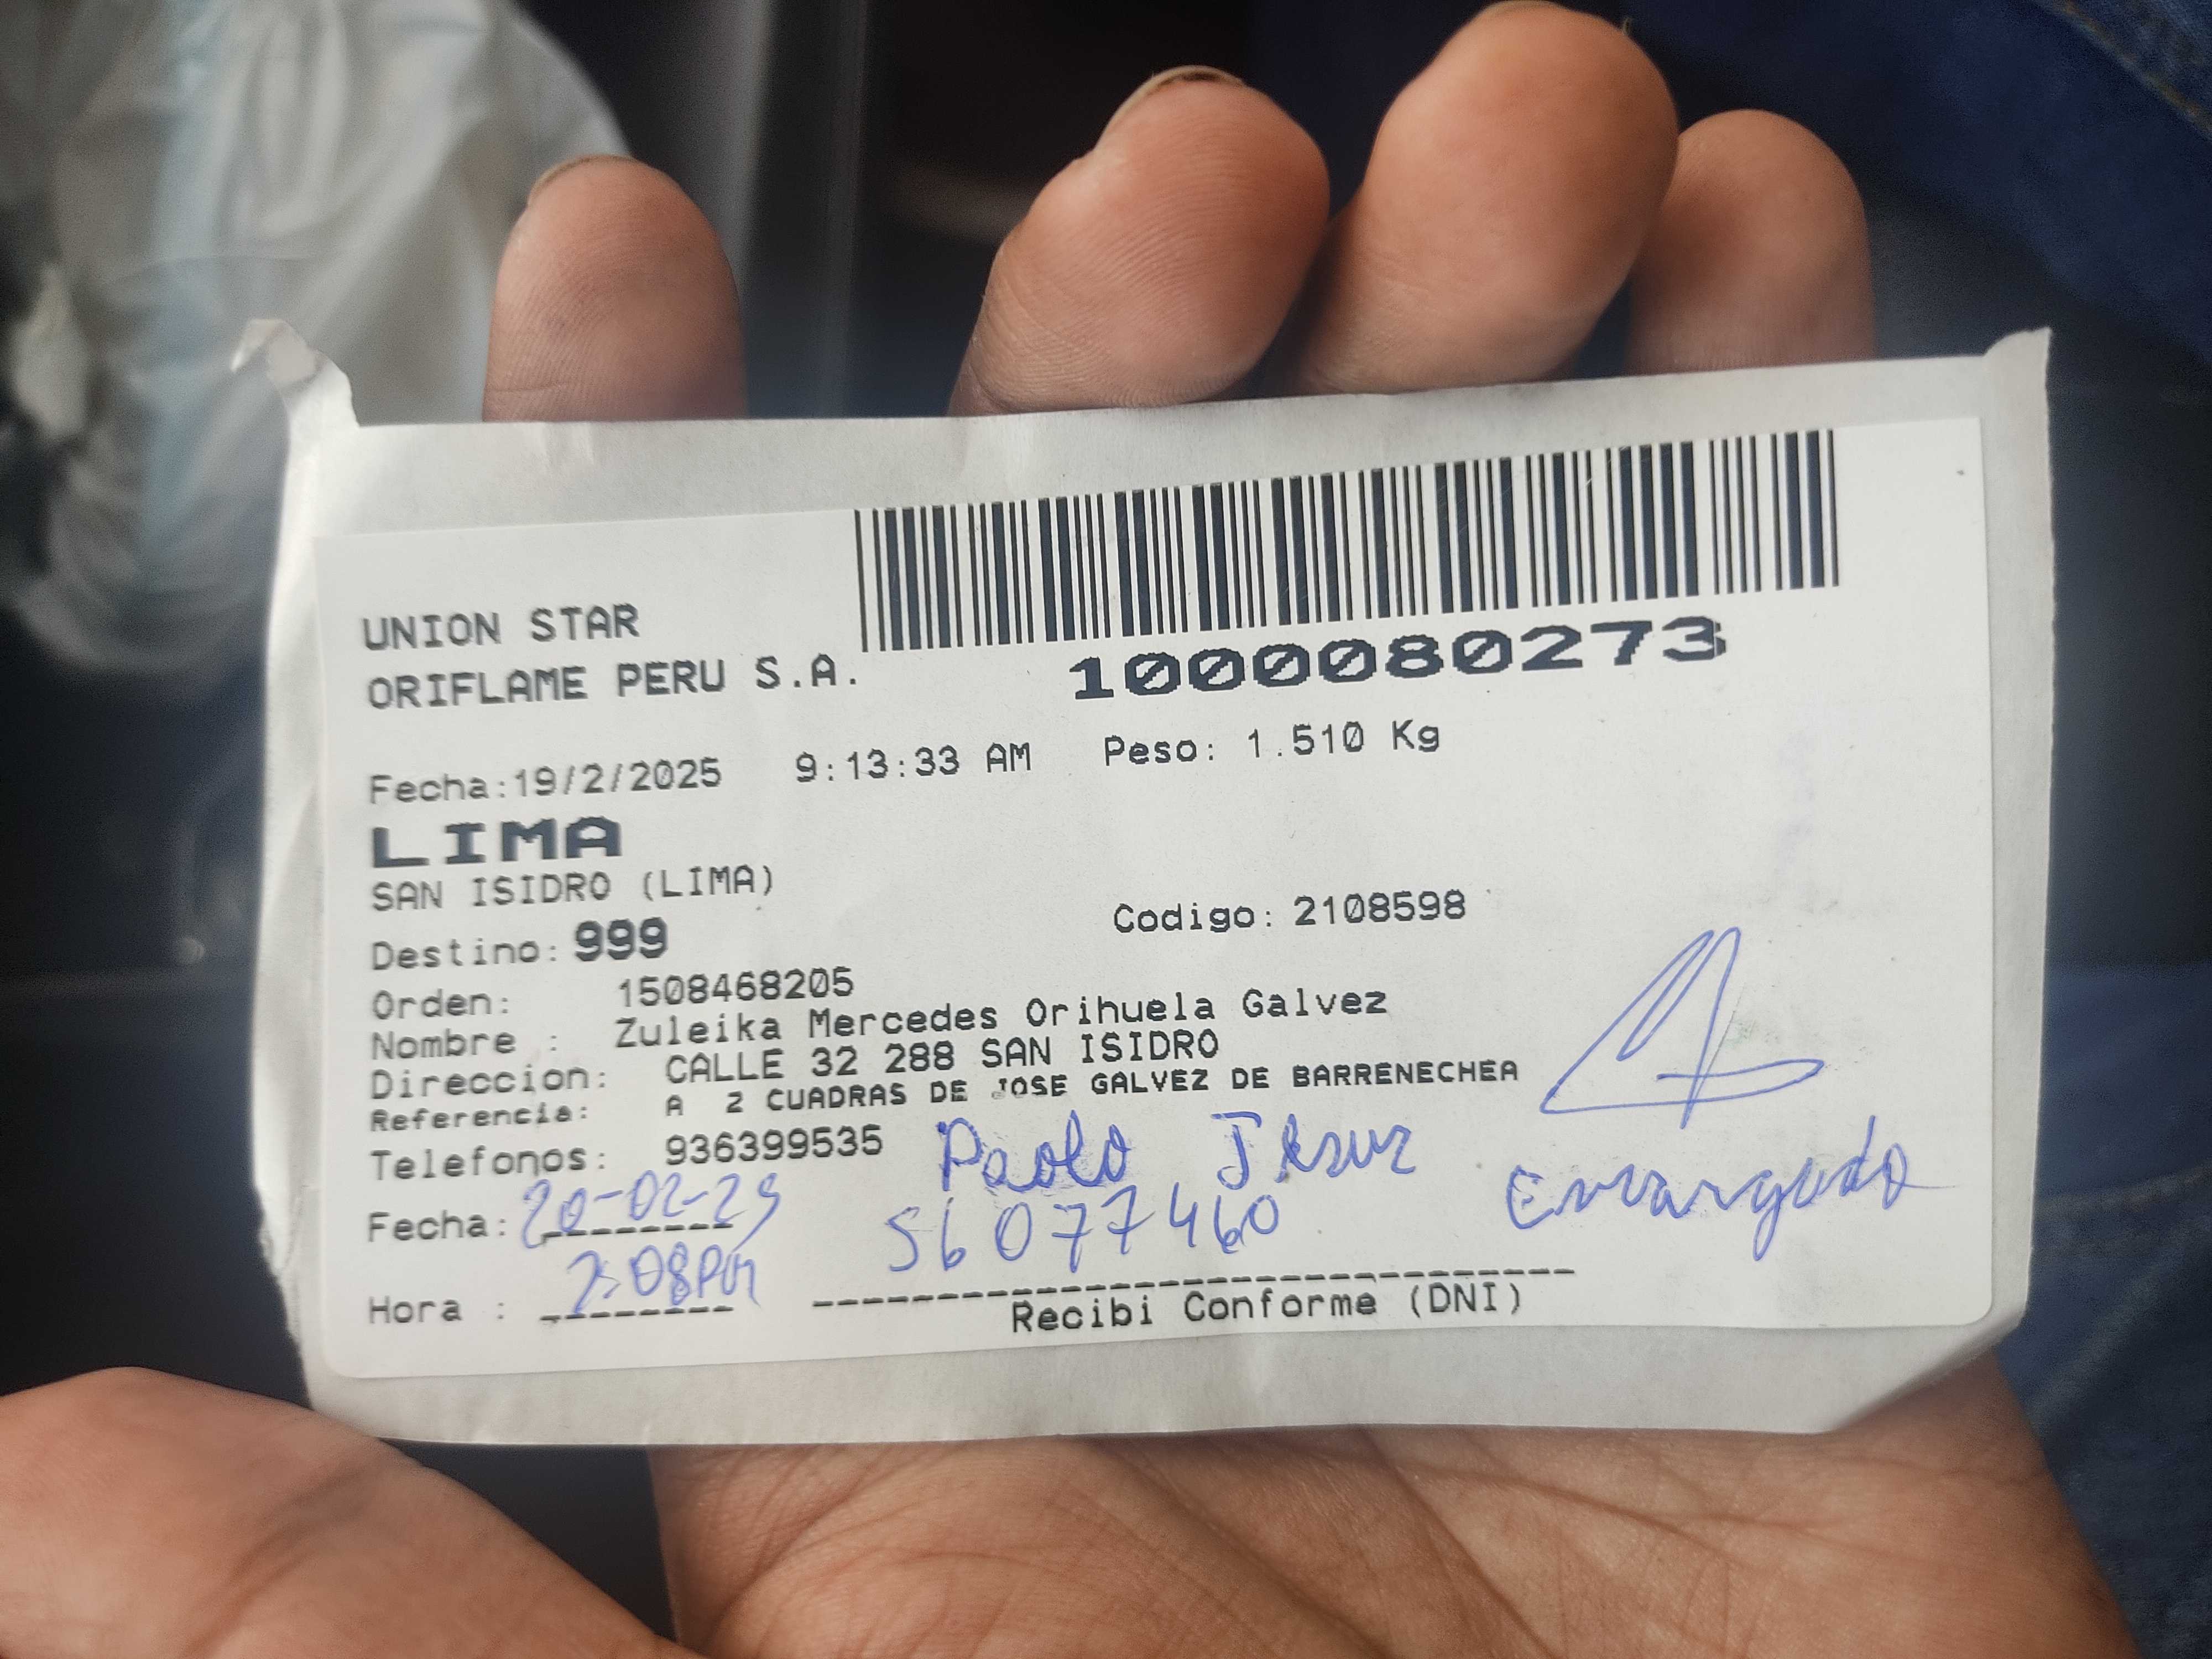 UNION STAR
ORIFLAME PERU S.A.
1000080273
Fecha:19/2/2025 9:13:33 AM Peso: 1.510 Kg
LIMA
SAN ISIDRO (LIMA)
Destino: 999 Codigo: 2108598
Orden: 1508468205
Nombre : Zuleika Mercedes Orihuela Galvez
Direccion: CALLE 32 288 SAN ISIDRO
Referencia: A 2 CUADRAS DE JOSE GALVEZ DE BARRENECHEA
Telefonos: 936399535 Paolo
Encargado
Fecha: 20-02-25 56077460
Hora : 2:08PM
Recibi Conforme (DNI)